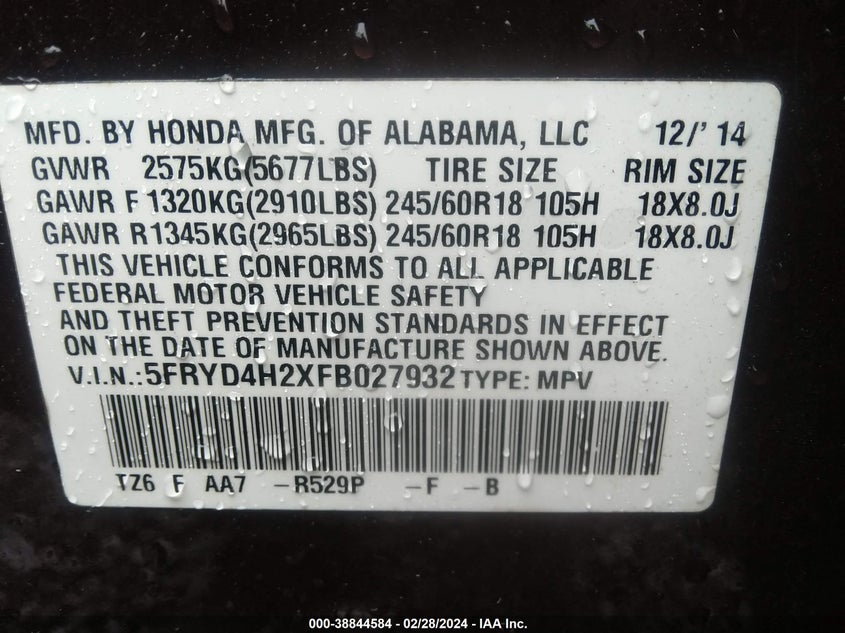 MFD. BY HONDA MFG. OF ALABAMA, LLC 12/' 14
GVWR 2575KG(5677LBS) TIRE SIZE RIM SIZE
GAWR F 1320KG(2910LBS) 245/60R18 105H 18X8.0J
GAWR R1345KG(2965LBS) 245/60R18 105H 18X8.0J
THIS VEHICLE CONFORMS TO ALL APPLICABLE
FEDERAL MOTOR VEHICLE SAFETY
AND THEFT PREVENTION STANDARDS IN EFFECT
ON THE DATE OF MANUFACTURE SHOWN ABOVE.
V.I.N.:5FRYD4H2XFB027932 TYPE: MPV
TZ6 F AA7 -R529P -F -B
000-38844584 - 02/28/2024 - IAA Inc.